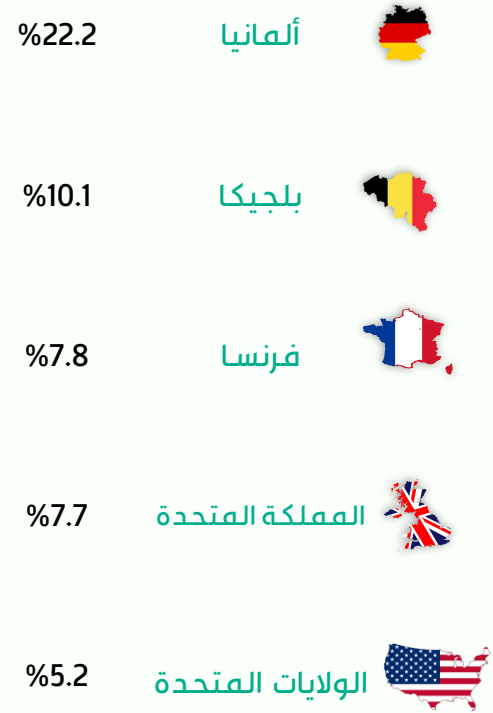 ألمانيا %22.2
بلجيكا %10.1
فرنسا %7.8
المملكة المتحدة %7.7
الولايات المتحدة %5.2